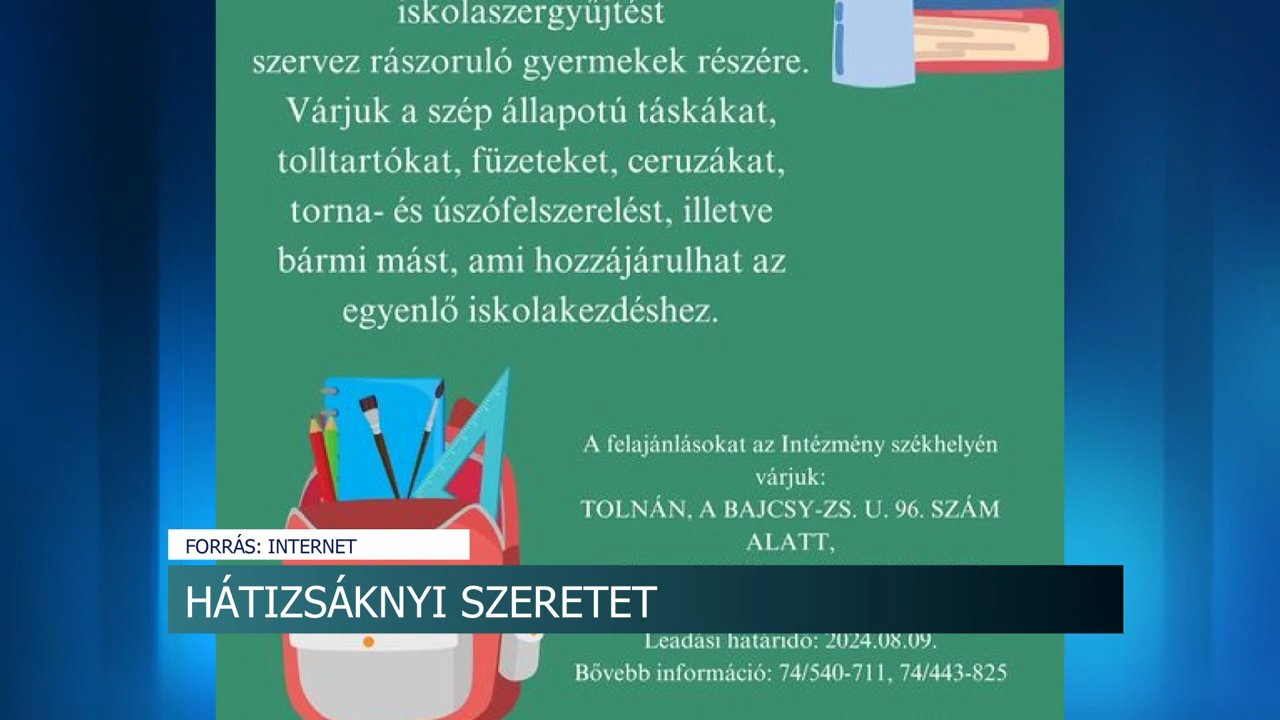 iskolaszergyűjtést
szervez rászoruló gyermekek részére.
Várjuk a szép állapotú táskákat,
tolltartókat, füzeteket, ceruzákat,
torna- és úszófelszerelést, illetve
bármi mást, ami hozzájárulhat az
egyenlő iskolakezdéshez.
A felajánlásokat az Intézmény székhelyén
várjuk:
TOLNÁN, A BAJCSY-ZS. U. 96. SZÁM
ALATT,
FORRÁS: INTERNET
HÁTIZSÁKNYI SZERETET
Leadási határidő: 2024.08.09.
Bővebb információ: 74/540-711, 74/443-825